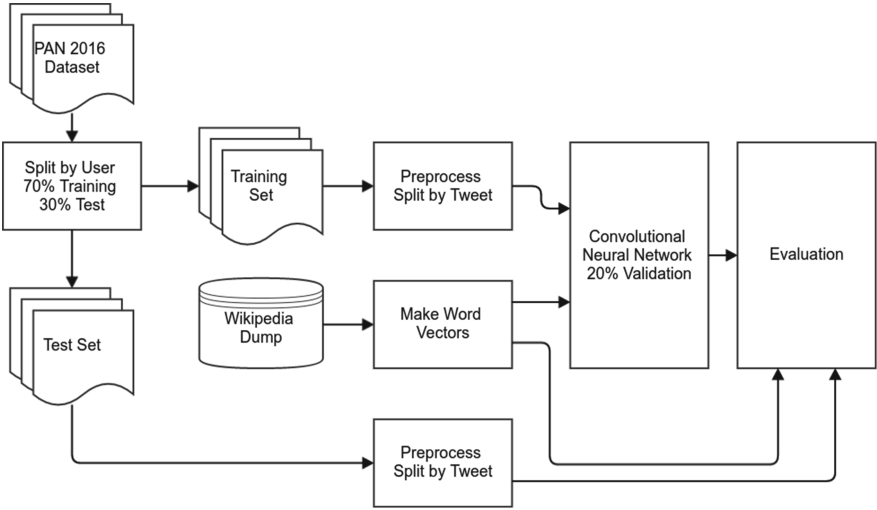 PAN 2016
Dataset
Split by User
70% Training
30% Test
Training
Set
Preprocess
Split by Tweet
Convolutional
Neural Network
20% Validation
Evaluation
Wikipedia
Dump
Make Word
Vectors
Test Set
Preprocess
Split by Tweet